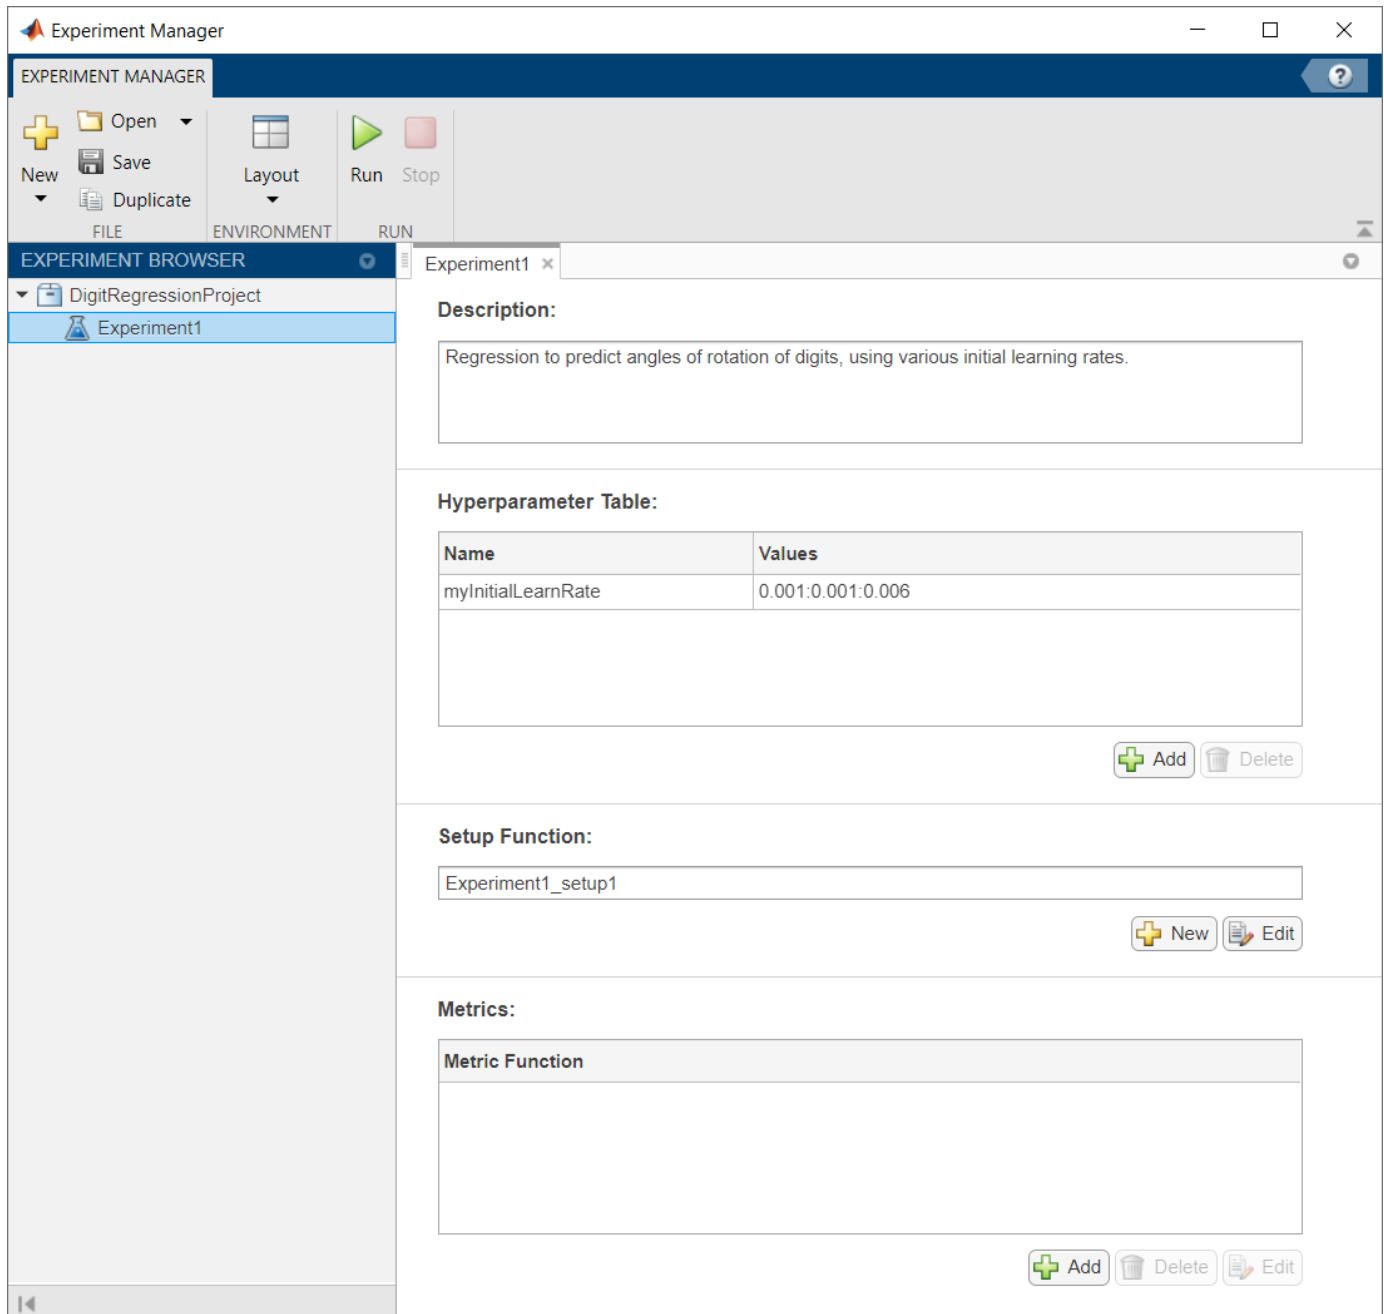 Experiment Manager
EXPERIMENT MANAGER
?
New
Open
Save
Duplicate
FILE
Layout
ENVIRONMENT
Run
Stop
RUN
EXPERIMENT BROWSER
DigitRegressionProject
Experiment1
Experiment1
Description:
Regression to predict angles of rotation of digits, using various initial learning rates.
Hyperparameter Table:
Name Values
myInitialLearnRate 0.001:0.001:0.006
Add Delete
Setup Function:
Experiment1_setup1
New Edit
Metrics:
Metric Function
Add Delete Edit